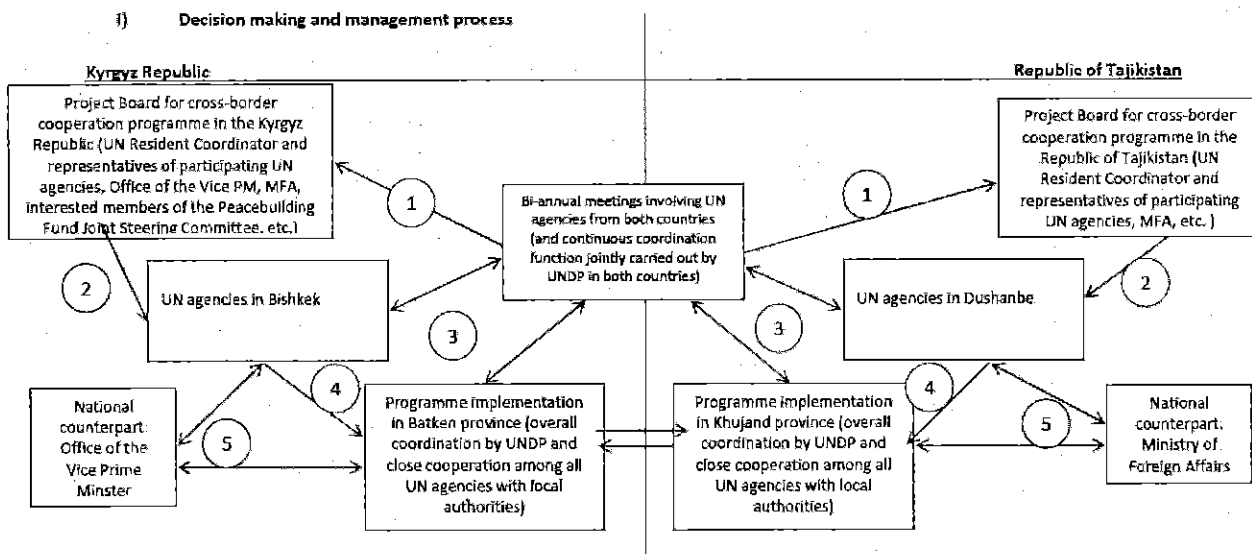 i) Decision making and management process
Kyrgyz Republic
Republic of Tajikistan
Project Board for cross-border
cooperation programme in the Kyrgyz
Republic (UN Resident Coordinator and
representatives of participating UN
agencies, Office of the Vice PM, MFA,
interested members of the Peacebuilding
Fund Joint Steering Committee. etc.)
Project Board for cross-border
cooperation programme in the
Republic of Tajikistan (UN
Resident Coordinator and
representatives of participating
UN agencies, MFA, etc. )
1
Bi-annual meetings involving UN
agencies from both countries
(and continuous coordination
function jointly carried out by
UNDP in both countries)
1
2
UN agencies in Bishkek
3
3
UN agencies in Dushanbe
2
4
4
National
counterpart:
Office of the
Vice Prime
Minster
5
Programme implementation
in Batken province (overall
coordination by UNDP and
close cooperation among all
UN agencies with local
authorities)
Programme implementation
in Khujand province (overall
coordination by UNDP and
close cooperation among all
UN agencies with local
authorities)
5
National
counterpart:
Ministry of
Foreign Affairs